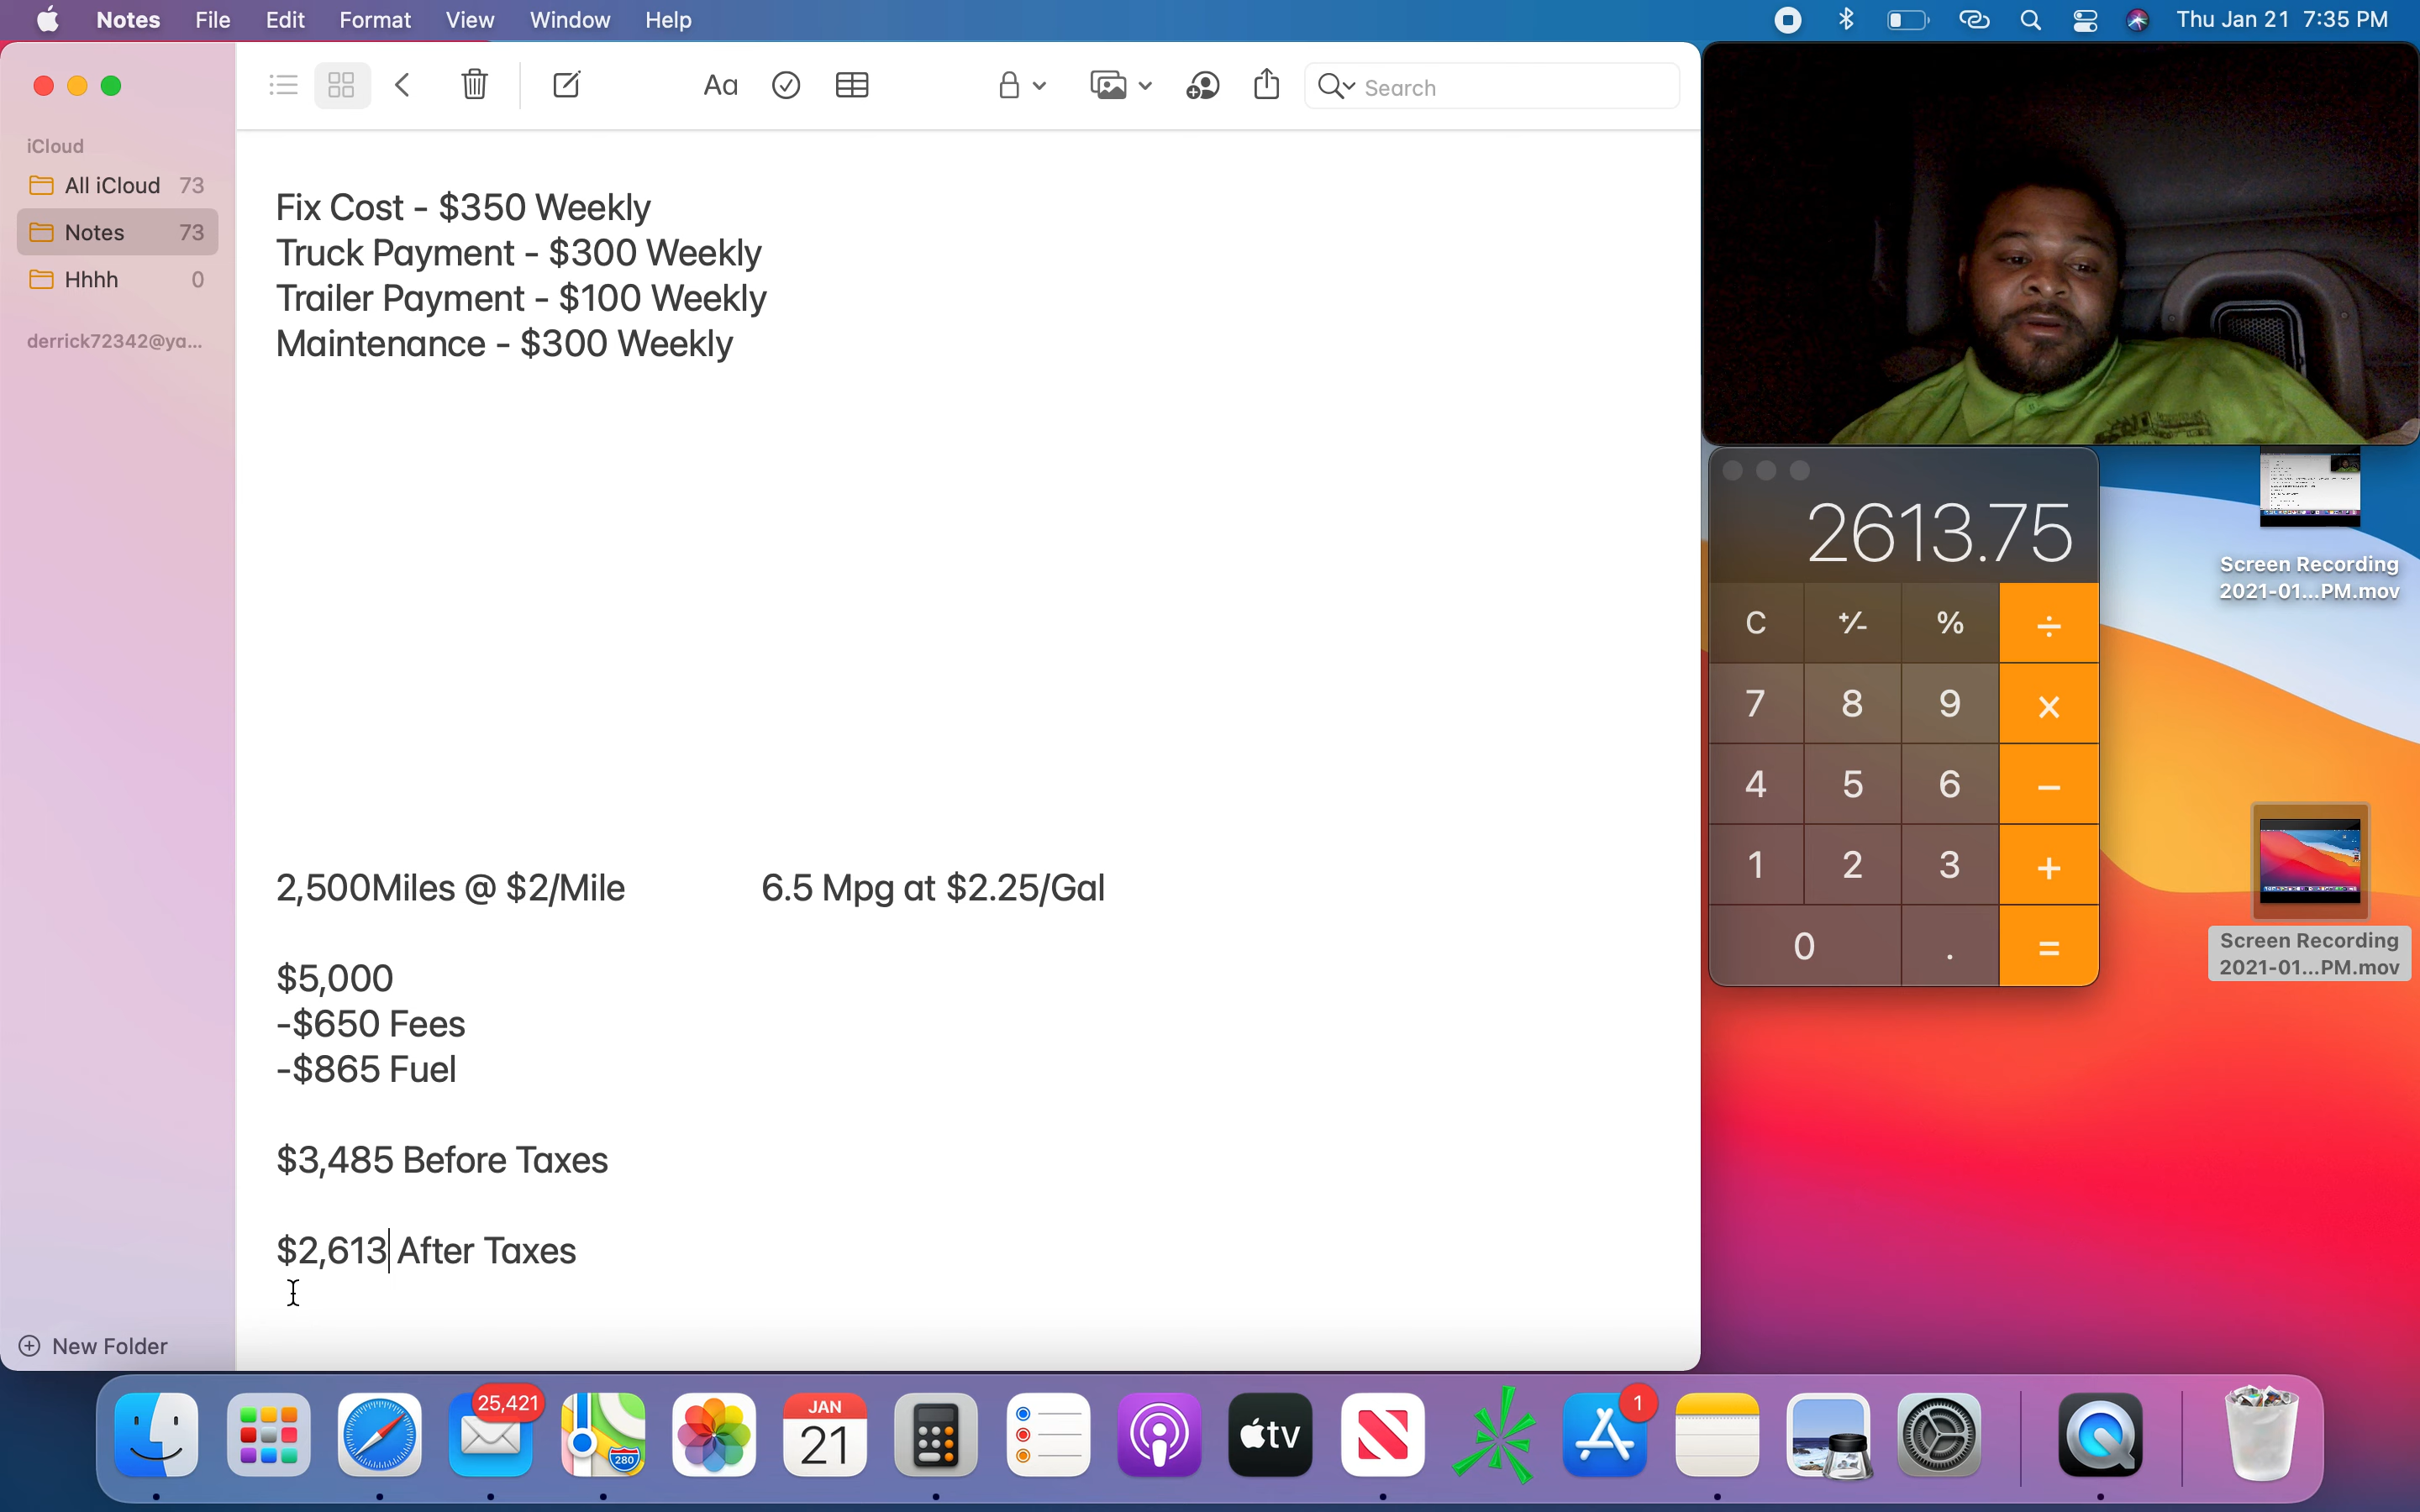 Notes File Edit Format View Window Help
Thu Jan 21 7:35 PM
Aa
Search
iCloud
All iCloud 73
Notes 73
Hhhh 0
derrick72342@ya...
Fix Cost - $350 Weekly
Truck Payment - $300 Weekly
Trailer Payment - $100 Weekly
Maintenance - $300 Weekly
2,500Miles @ $2/Mile 6.5 Mpg at $2.25/Gal
$5,000
-$650 Fees
-$865 Fuel
$3,485 Before Taxes
$2,613 After Taxes
New Folder
2613.75
C ⁺∕₋ % ÷
7 8 9 ×
4 5 6 −
1 2 3 +
0 . =
Screen Recording
2021-01...PM.mov
Screen Recording
2021-01...PM.mov
25,421
280
JAN
21
tv
1